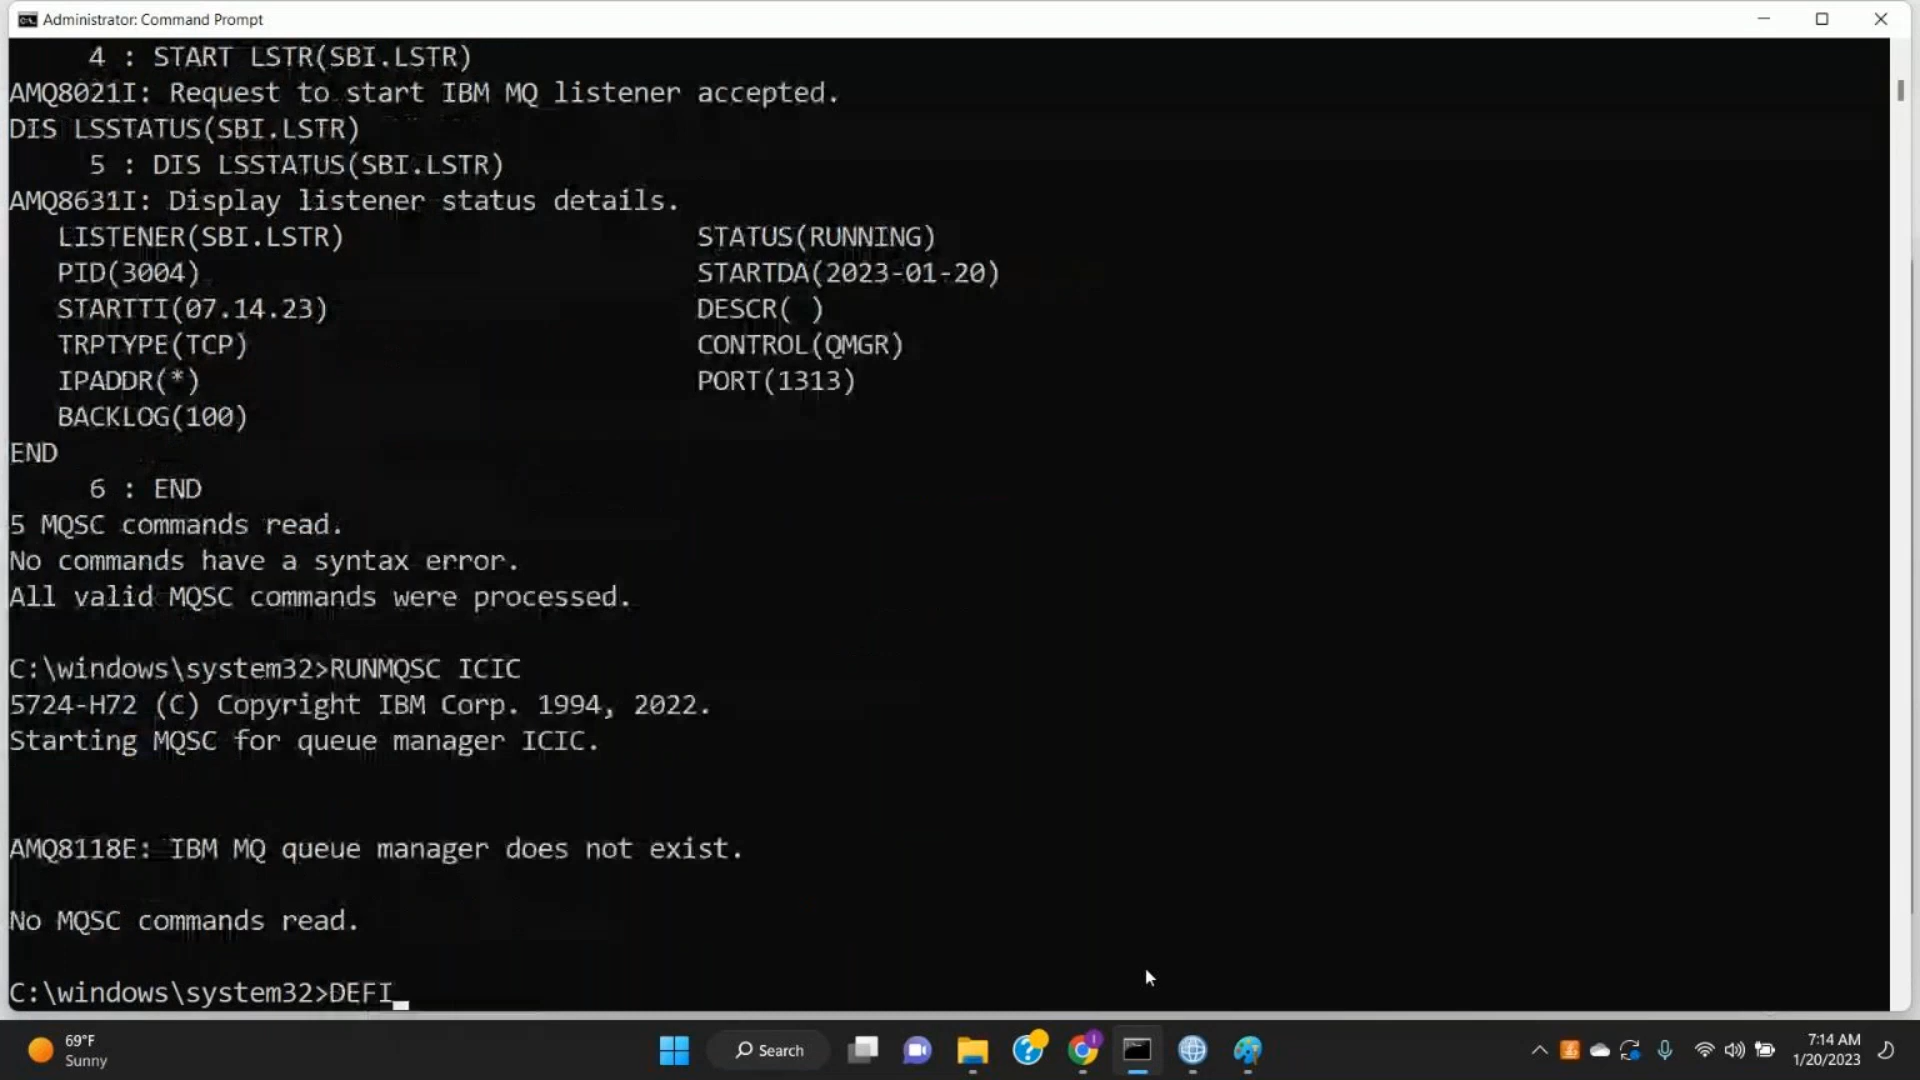 Administrator: Command Prompt
4 : START LSTR(SBI.LSTR)
AMQ8021I: Request to start IBM MQ listener accepted.
DIS LSSTATUS(SBI.LSTR)
5 : DIS LSSTATUS(SBI.LSTR)
AMQ8631I: Display listener status details.
LISTENER(SBI.LSTR) STATUS(RUNNING)
PID(3004) STARTDA(2023-01-20)
STARTTI(07.14.23) DESCR( )
TRPTYPE(TCP) CONTROL(QMGR)
IPADDR(*) PORT(1313)
BACKLOG(100)
END
6 : END
5 MQSC commands read.
No commands have a syntax error.
All valid MQSC commands were processed.
C:\windows\system32>RUNMQSC ICIC
5724-H72 (C) Copyright IBM Corp. 1994, 2022.
Starting MQSC for queue manager ICIC.
AMQ8118E: IBM MQ queue manager does not exist.
No MQSC commands read.
C:\windows\system32>DEFI
69°F
Sunny
Search
7:14 AM
1/20/2023